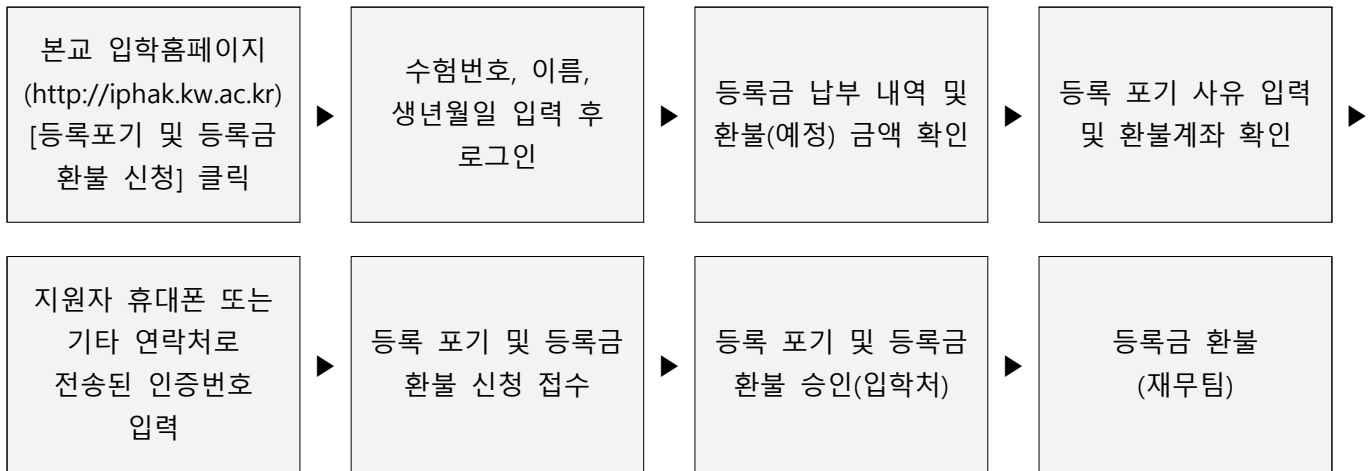 본교 입학홈페이지
(http://iphak.kw.ac.kr)
[등록포기 및 등록금
환불 신청] 클릭
▶
수험번호, 이름,
생년월일 입력 후
로그인
▶
등록금 납부 내역 및
환불(예정) 금액 확인
▶
등록 포기 사유 입력
및 환불계좌 확인
▶
지원자 휴대폰 또는
기타 연락처로
전송된 인증번호
입력
▶
등록 포기 및 등록금
환불 신청 접수
▶
등록 포기 및 등록금
환불 승인(입학처)
▶
등록금 환불
(재무팀)